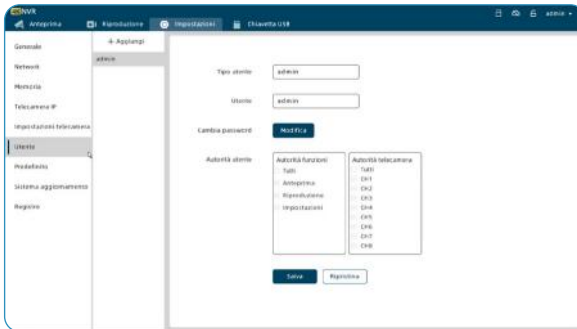 NVR
admin
Anteprima Riproduzione Impostazioni Chiavetta USB
Generale
Network
Memoria
Telecamera IP
Impostazioni telecamera
Utente
Predefinito
Sistema aggiornamento
Registro
+ Aggiungi
admin
Tipo utente admin
Utente admin
Cambia password Modifica
Autorità utente
Autorità funzioni
Tutti
Anteprima
Riproduzione
Impostazioni
Autorità telecamera
Tutti
CH1
CH2
CH3
CH4
CH5
CH6
CH7
CH8
Salva Ripristina